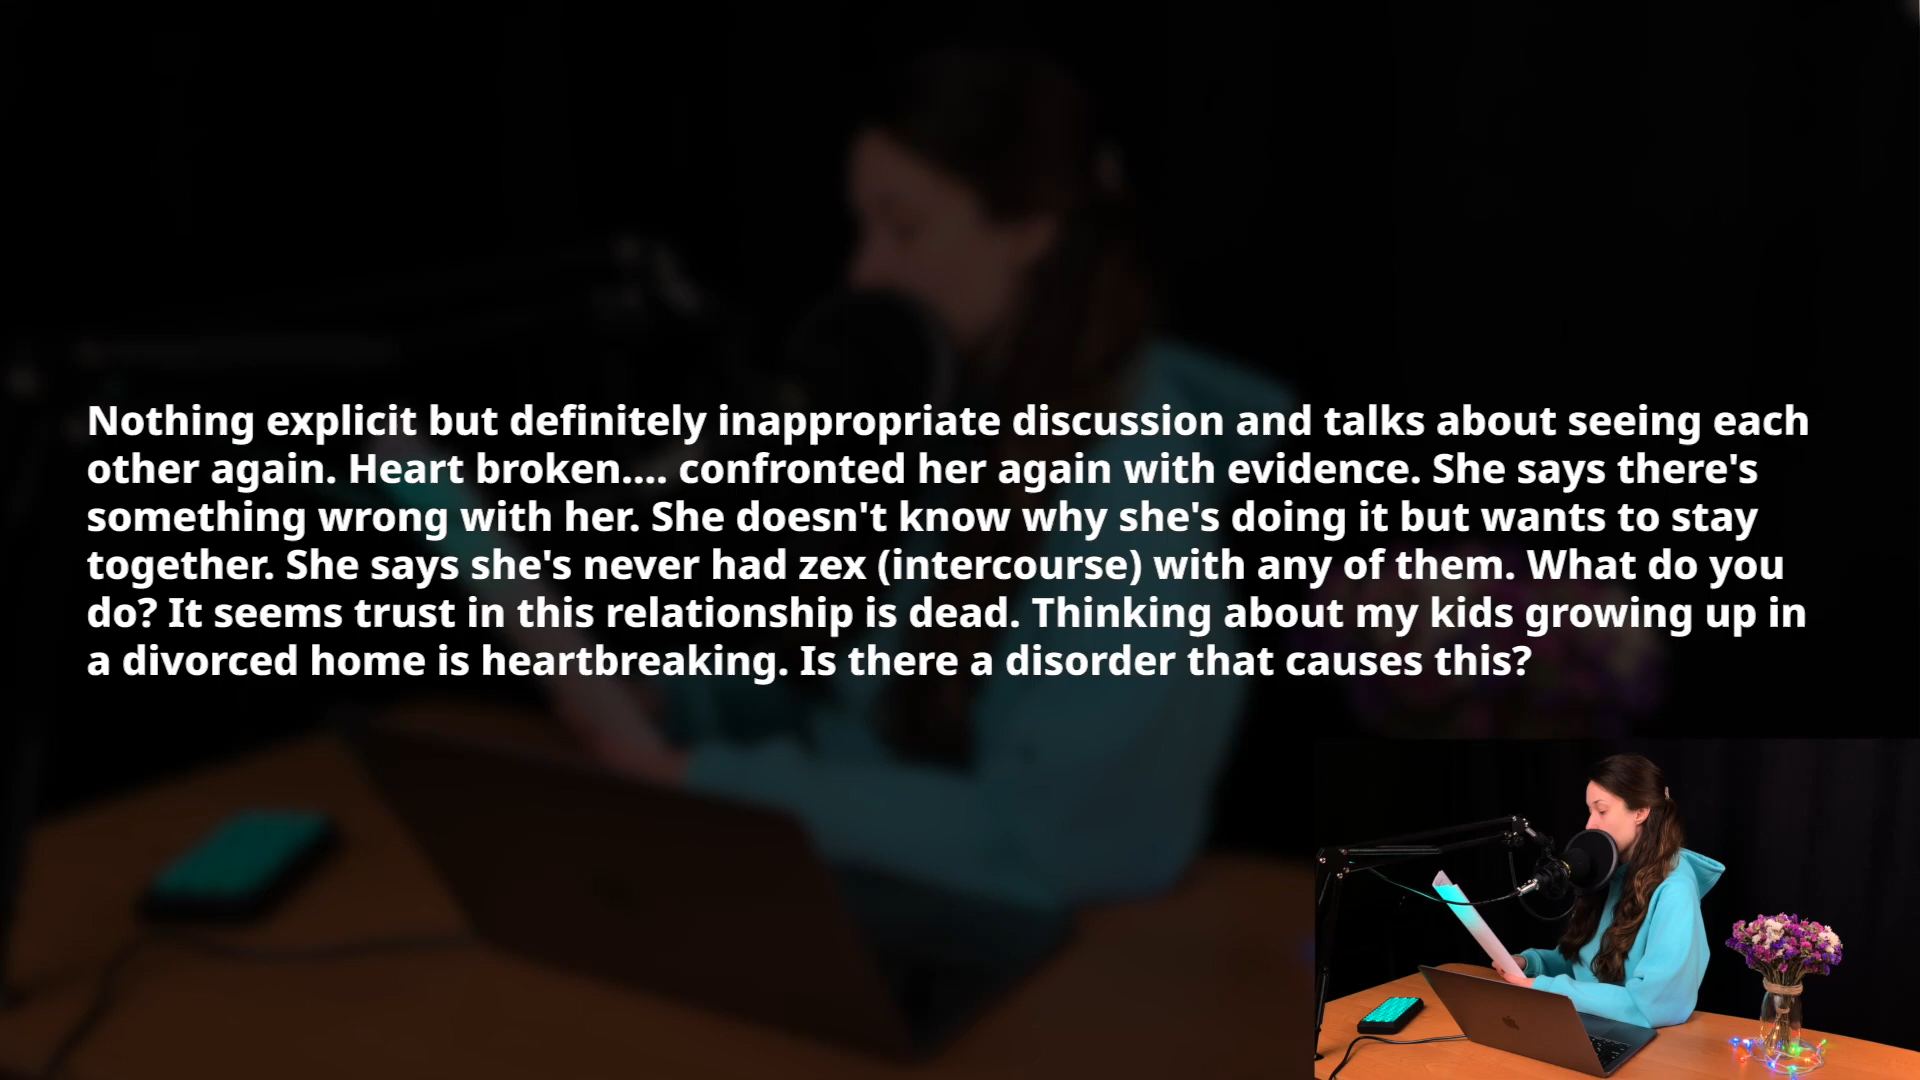 Nothing explicit but definitely inappropriate discussion and talks about seeing each
other again. Heart broken.... confronted her again with evidence. She says there's
something wrong with her. She doesn't know why she's doing it but wants to stay
together. She says she's never had zex (intercourse) with any of them. What do you
do? It seems trust in this relationship is dead. Thinking about my kids growing up in
a divorced home is heartbreaking. Is there a disorder that causes this?